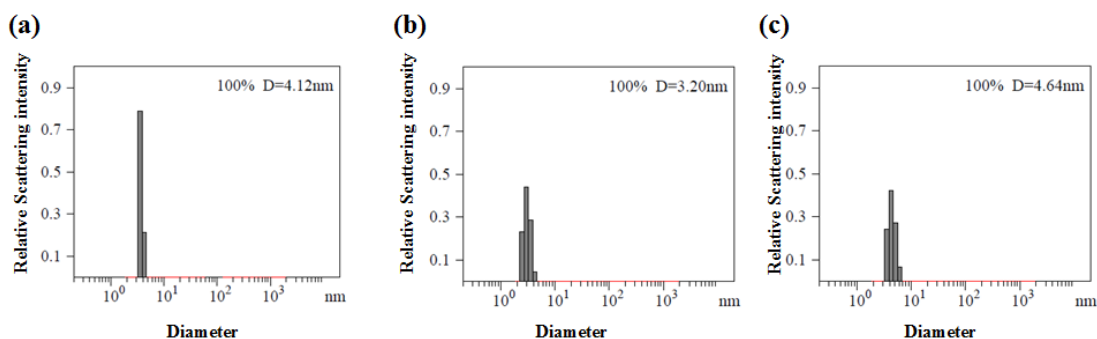 (a)
Relative Scattering intensity
100% D=4.12nm
0.9
0.7
0.5
0.3
0.1
10^0 10^1 10^2 10^3 nm
Diameter
(b)
Relative Scattering intensity
100% D=3.20nm
0.9
0.7
0.5
0.3
0.1
10^0 10^1 10^2 10^3 nm
Diameter
(c)
Relative Scattering intensity
100% D=4.64nm
0.9
0.7
0.5
0.3
0.1
10^0 10^1 10^2 10^3 nm
Diameter